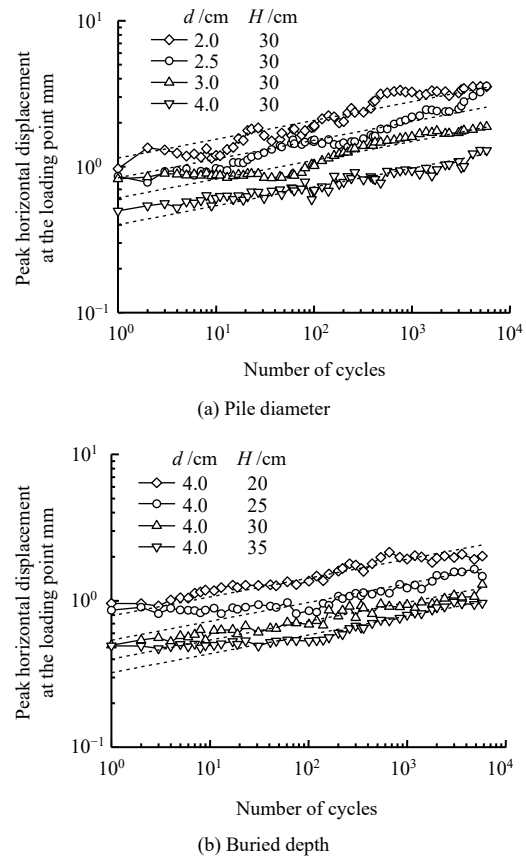 d /cm H /cm
2.0 30
2.5 30
3.0 30
4.0 30
10^1
10^0
10^-1
Peak horizontal displacement
at the loading point mm
10^0 10^1 10^2 10^3 10^4
Number of cycles
(a) Pile diameter
d /cm H /cm
4.0 20
4.0 25
4.0 30
4.0 35
10^1
10^0
10^-1
Peak horizontal displacement
at the loading point mm
10^0 10^1 10^2 10^3 10^4
Number of cycles
(b) Buried depth